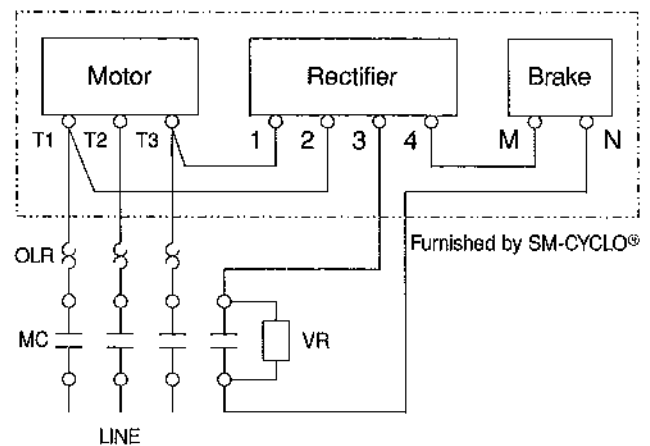 Motor
Rectifier
Brake
T1 T2 T3 1 2 3 4 M N
Furnished by SM-CYCLO®
OLR
MC
VR
LINE